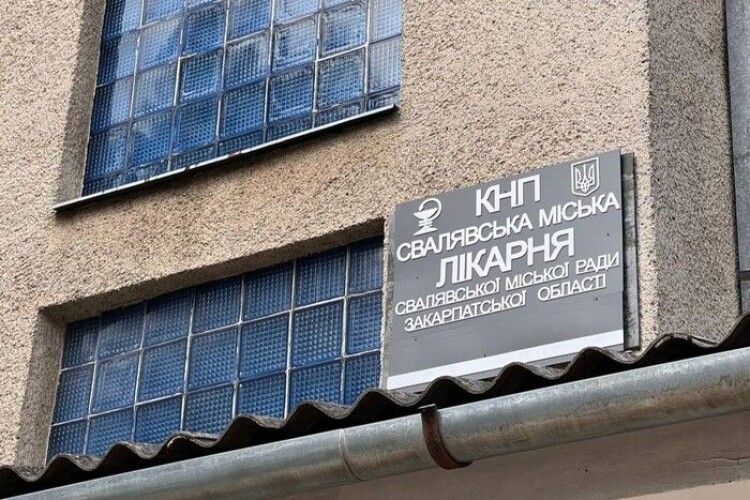 КНП
СВАЛЯВСЬКА МІСЬКА
ЛІКАРНЯ
СВАЛЯВСЬКОЇ МІСЬКОЇ РАДИ
ЗАКАРПАТСЬКОЇ ОБЛАСТІ